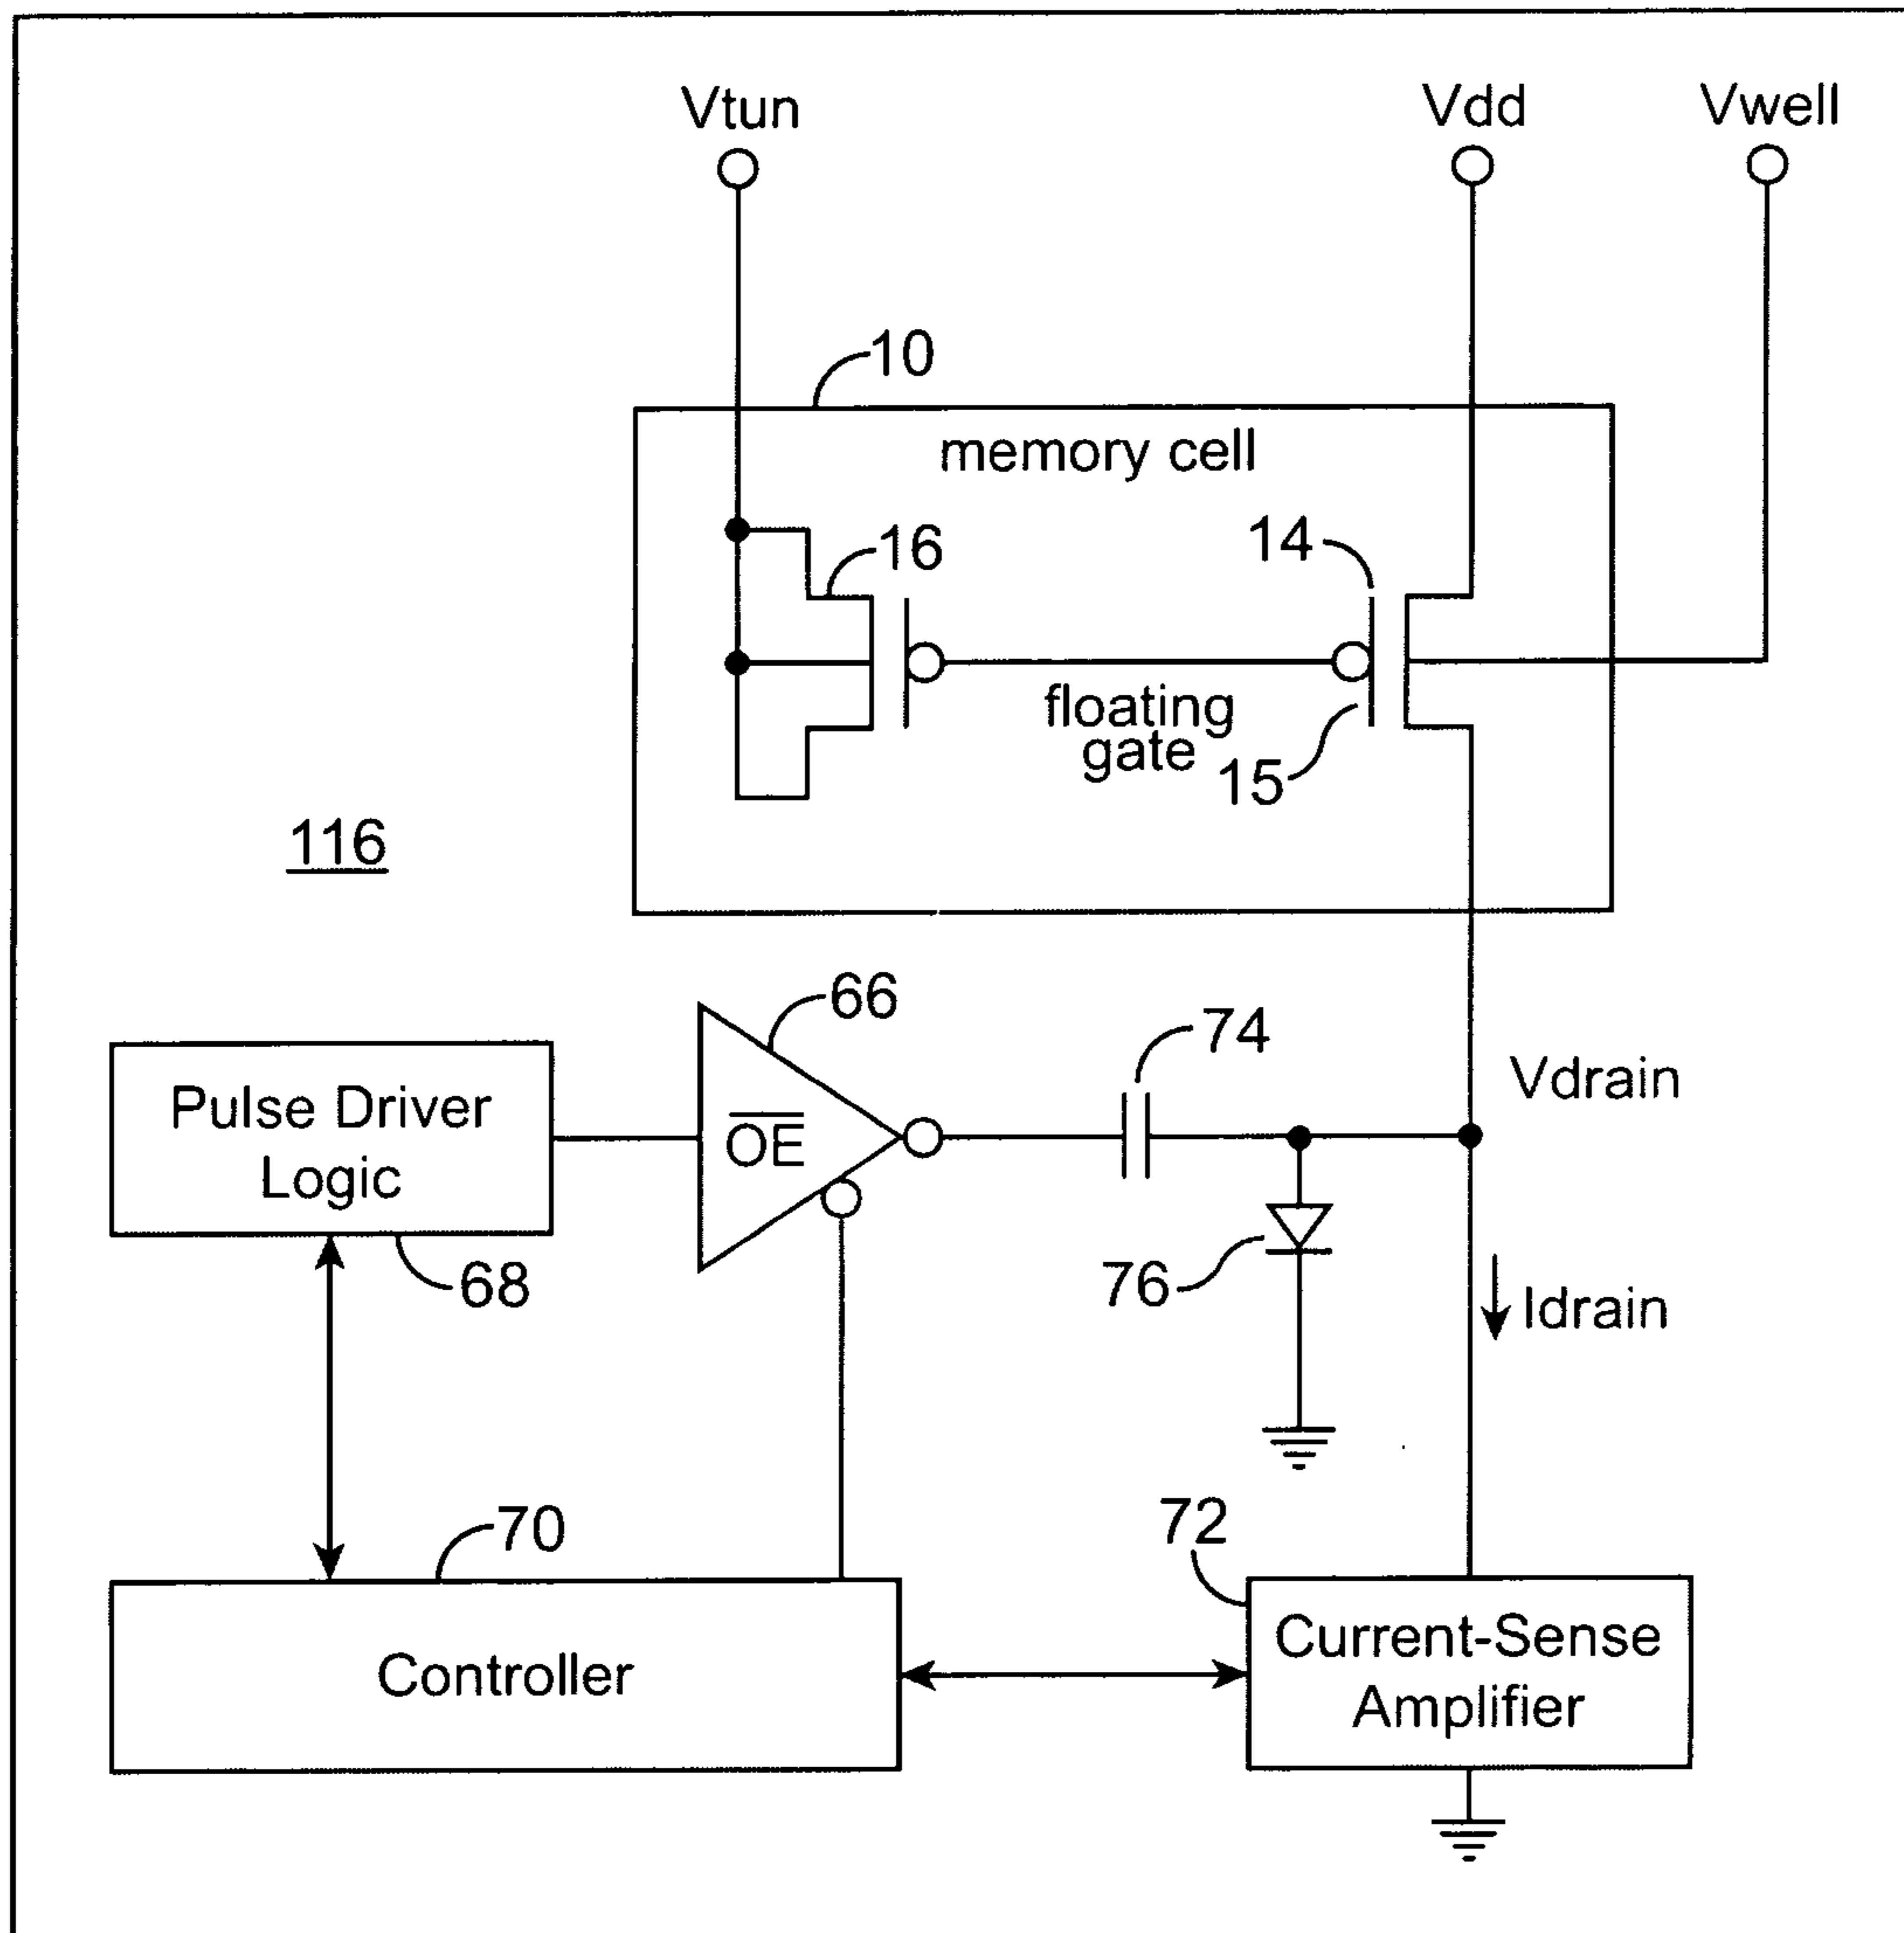 Vtun
Vdd
Vwell
10
memory cell
16
14
floating
gate
15
116
66
74
Vdrain
Pulse Driver
Logic
OE
68
76
Idrain
70
72
Controller
Current-Sense
Amplifier